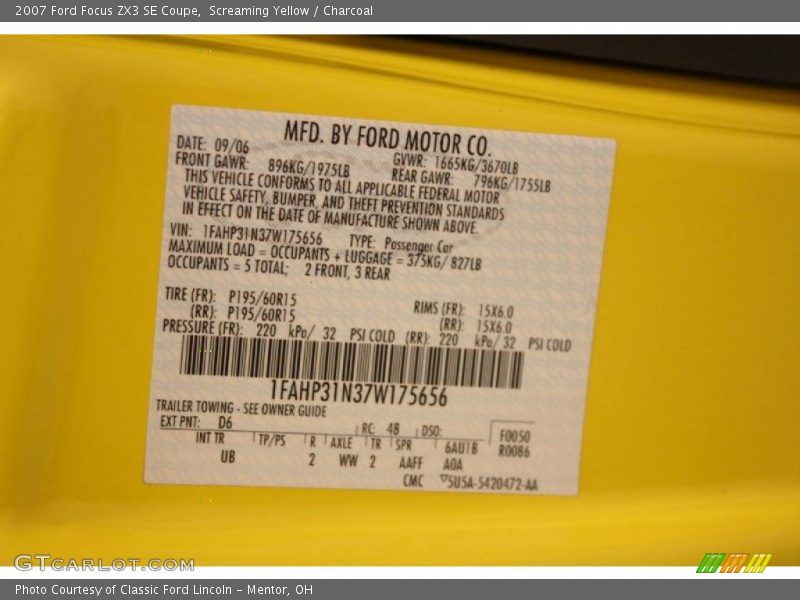 2007 Ford Focus ZX3 SE Coupe, Screaming Yellow / Charcoal
MFD. BY FORD MOTOR CO.
DATE: 09/06 GVWR: 1665KG/3670LB
FRONT GAWR: 896KG/1975LB REAR GAWR: 796KG/1755LB
THIS VEHICLE CONFORMS TO ALL APPLICABLE FEDERAL MOTOR
VEHICLE SAFETY, BUMPER, AND THEFT PREVENTION STANDARDS
IN EFFECT ON THE DATE OF MANUFACTURE SHOWN ABOVE.
VIN: 1FAHP31N37W175656 TYPE: Passenger Car
MAXIMUM LOAD = OCCUPANTS + LUGGAGE = 375KG/ 827LB
OCCUPANTS = 5 TOTAL; 2 FRONT, 3 REAR
TIRE (FR): P195/60R15 RIMS (FR): 15X6.0
(RR): P195/60R15 (RR): 15X6.0
PRESSURE (FR): 220 kPa/ 32 PSI COLD (RR): 220 kPa/ 32 PSI COLD
1FAHP31N37W175656
TRAILER TOWING - SEE OWNER GUIDE
EXT PNT: D6 RC: 48 DSO: F0050
INT TR TP/PS R AXLE TR SPR 6AU1B R0086
UB 2 WW 2 AAFF A0A
CMC 5U5A-5420472-AA
GTCARLOT.COM
Photo Courtesy of Classic Ford Lincoln - Mentor, OH